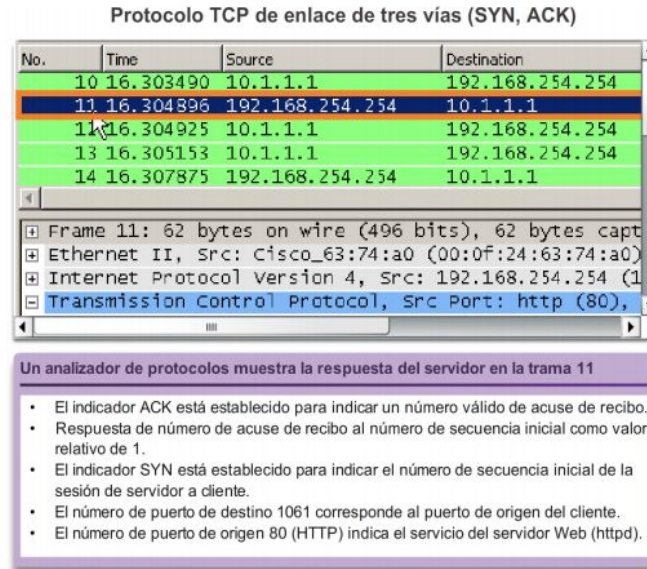 Protocolo TCP de enlace de tres vías (SYN, ACK)
No. Time Source Destination
10 16.303490 10.1.1.1 192.168.254.254
11 16.304896 192.168.254.254 10.1.1.1
12 16.304925 10.1.1.1 192.168.254.254
13 16.305153 10.1.1.1 192.168.254.254
14 16.307875 192.168.254.254 10.1.1.1
Frame 11: 62 bytes on wire (496 bits), 62 bytes capt
Ethernet II, Src: Cisco_63:74:a0 (00:0f:24:63:74:a0)
Internet Protocol Version 4, Src: 192.168.254.254 (1
Transmission Control Protocol, Src Port: http (80),
Un analizador de protocolos muestra la respuesta del servidor en la trama 11
• El indicador ACK está establecido para indicar un número válido de acuse de recibo.
• Respuesta de número de acuse de recibo al número de secuencia inicial como valor
relativo de 1.
• El indicador SYN está establecido para indicar el número de secuencia inicial de la
sesión de servidor a cliente.
• El número de puerto de destino 1061 corresponde al puerto de origen del cliente.
• El número de puerto de origen 80 (HTTP) indica el servicio del servidor Web (httpd).